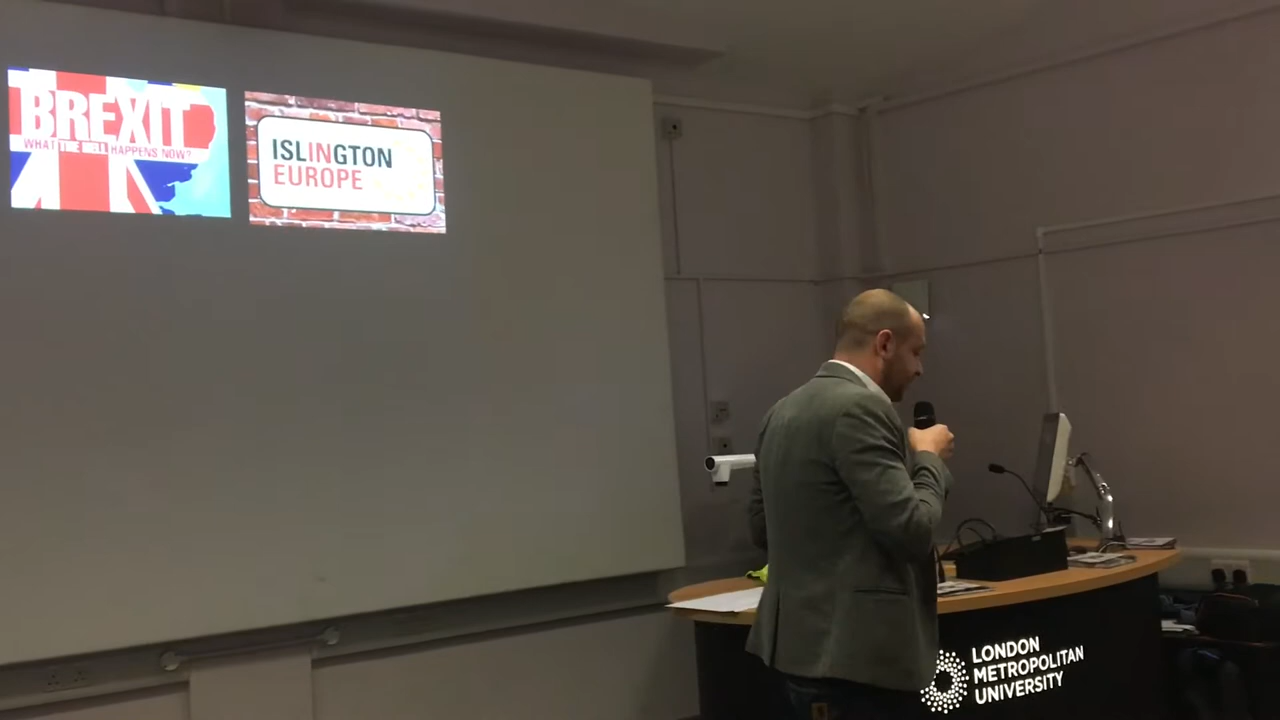 BREXIT
WHAT THE HELL HAPPENS NOW?
ISLINGTON
EUROPE
LONDON
METROPOLITAN
UNIVERSITY